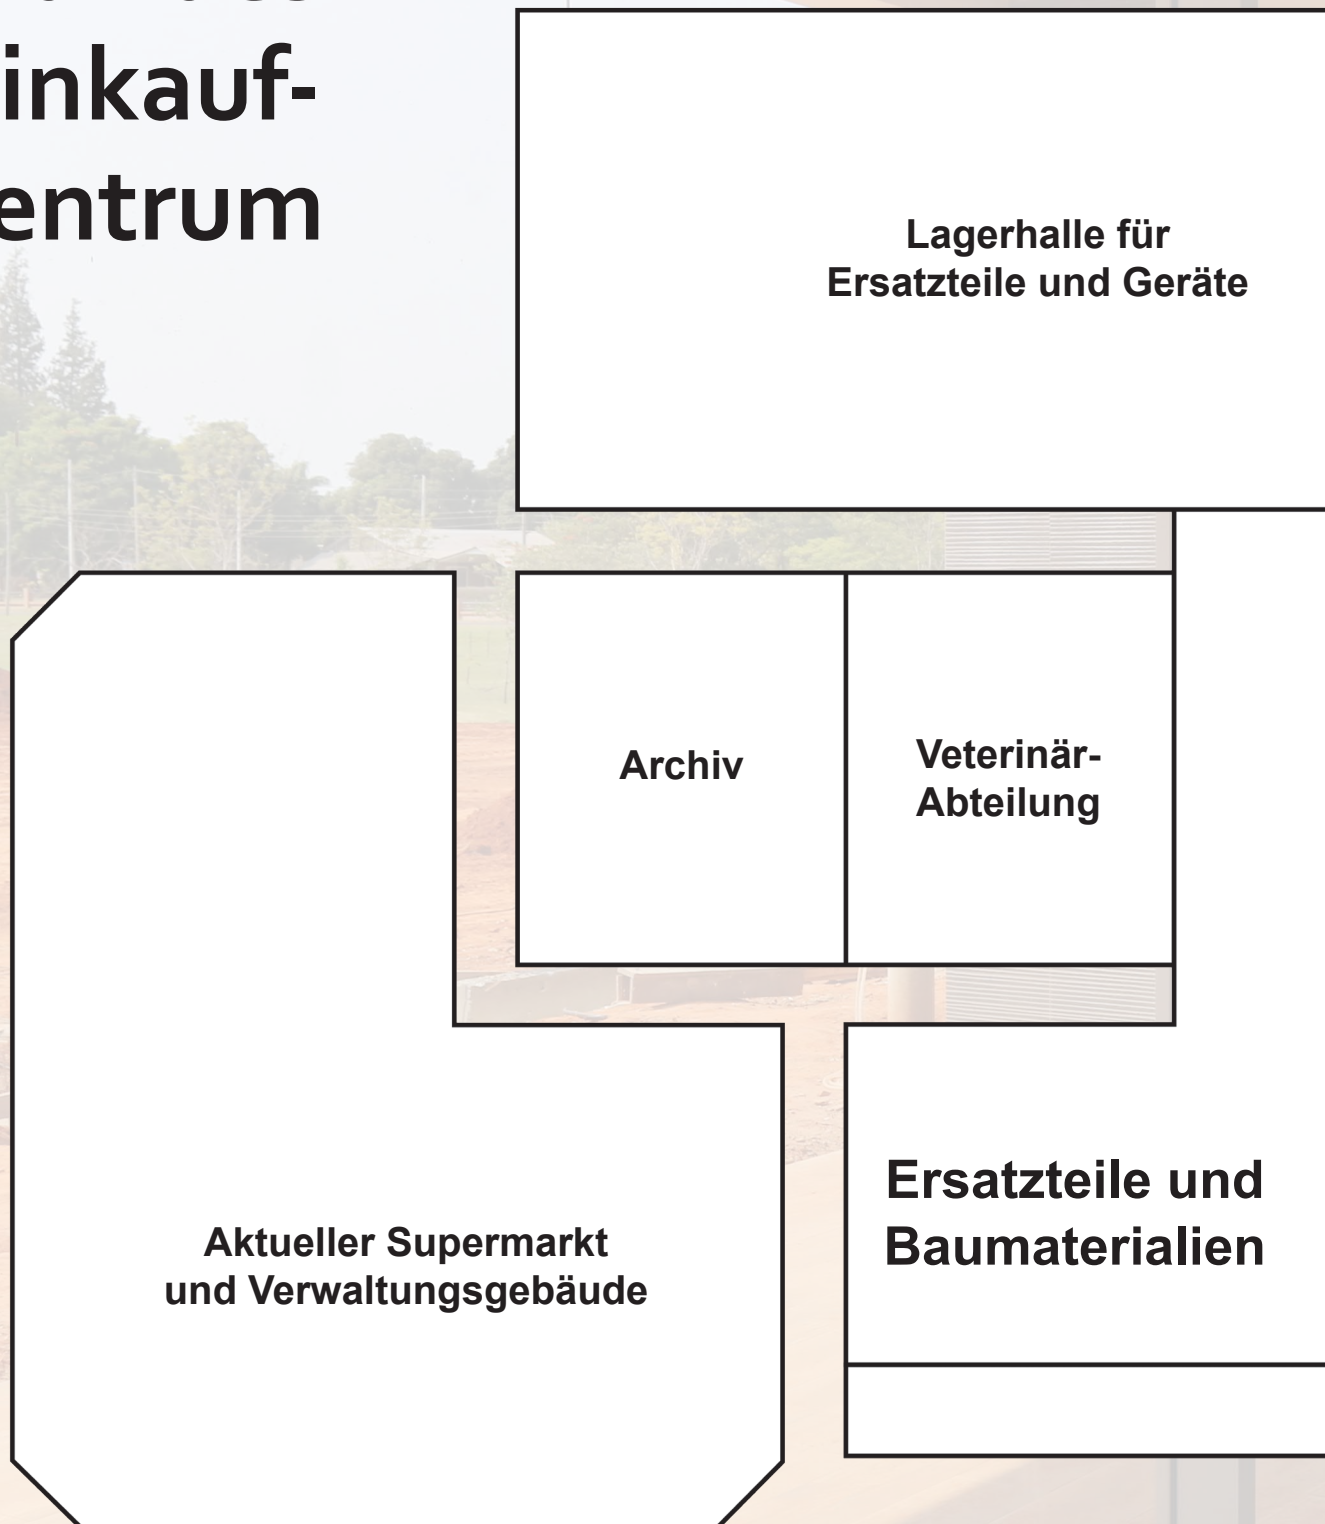 inkauf-
entrum
Lagerhalle für
Ersatzteile und Geräte
Archiv
Veterinär-
Abteilung
Ersatzteile und
Baumaterialien
Aktueller Supermarkt
und Verwaltungsgebäude